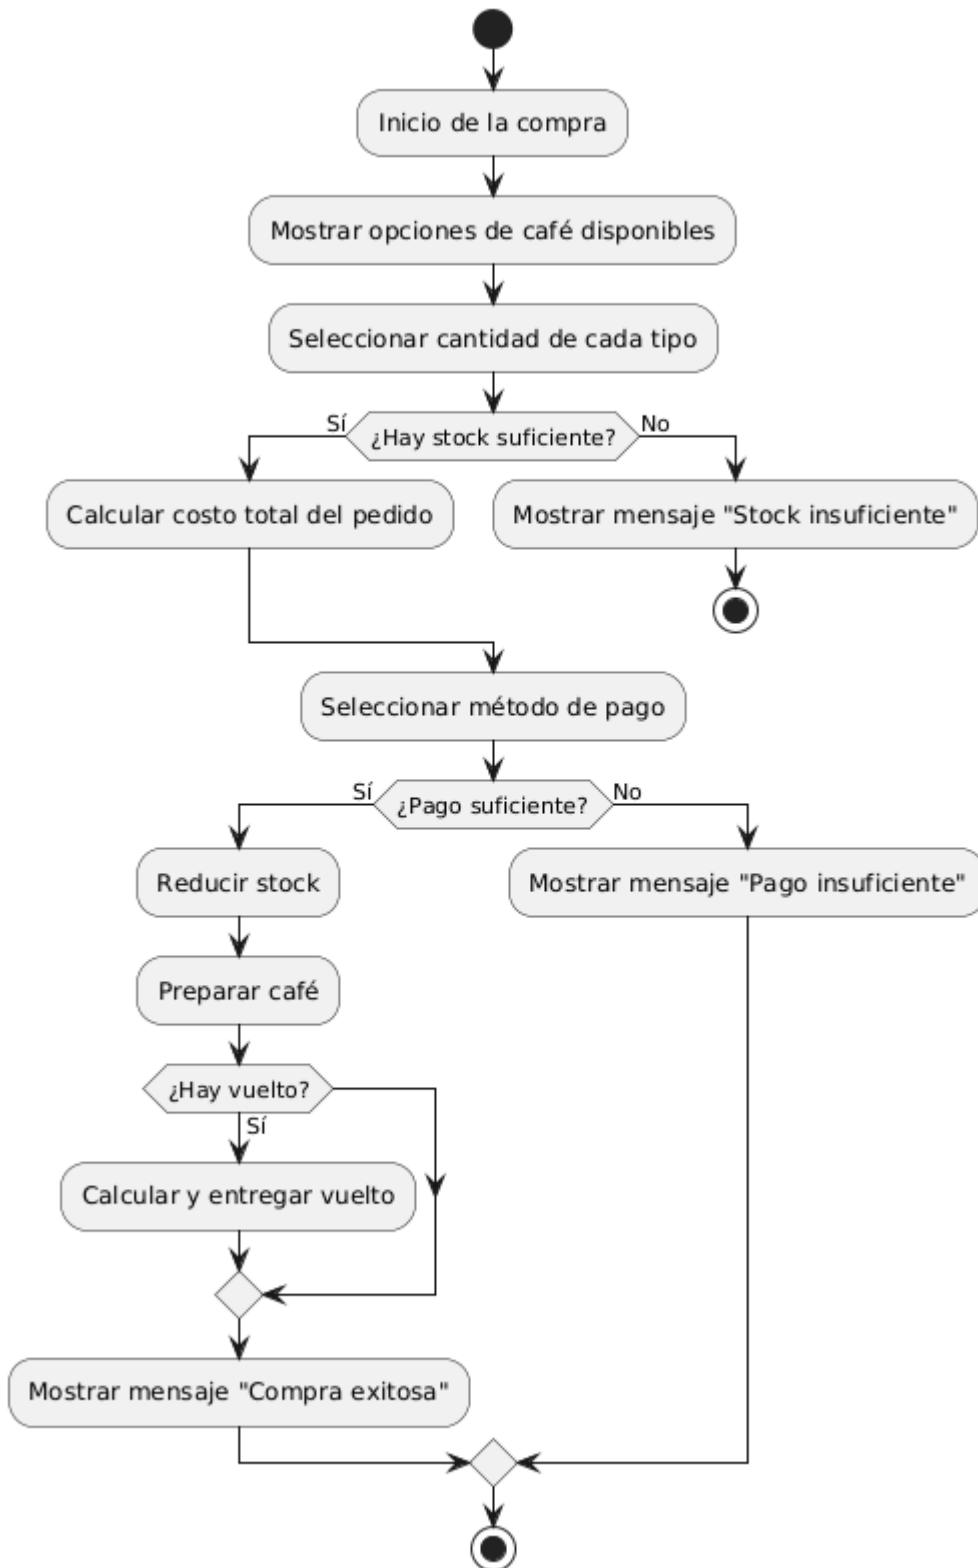 Inicio de la compra
Mostrar opciones de café disponibles
Seleccionar cantidad de cada tipo
Sí
¿Hay stock suficiente?
No
Calcular costo total del pedido
Mostrar mensaje "Stock insuficiente"
Seleccionar método de pago
Sí
¿Pago suficiente?
No
Reducir stock
Mostrar mensaje "Pago insuficiente"
Preparar café
¿Hay vuelto?
Sí
Calcular y entregar vuelto
Mostrar mensaje "Compra exitosa"